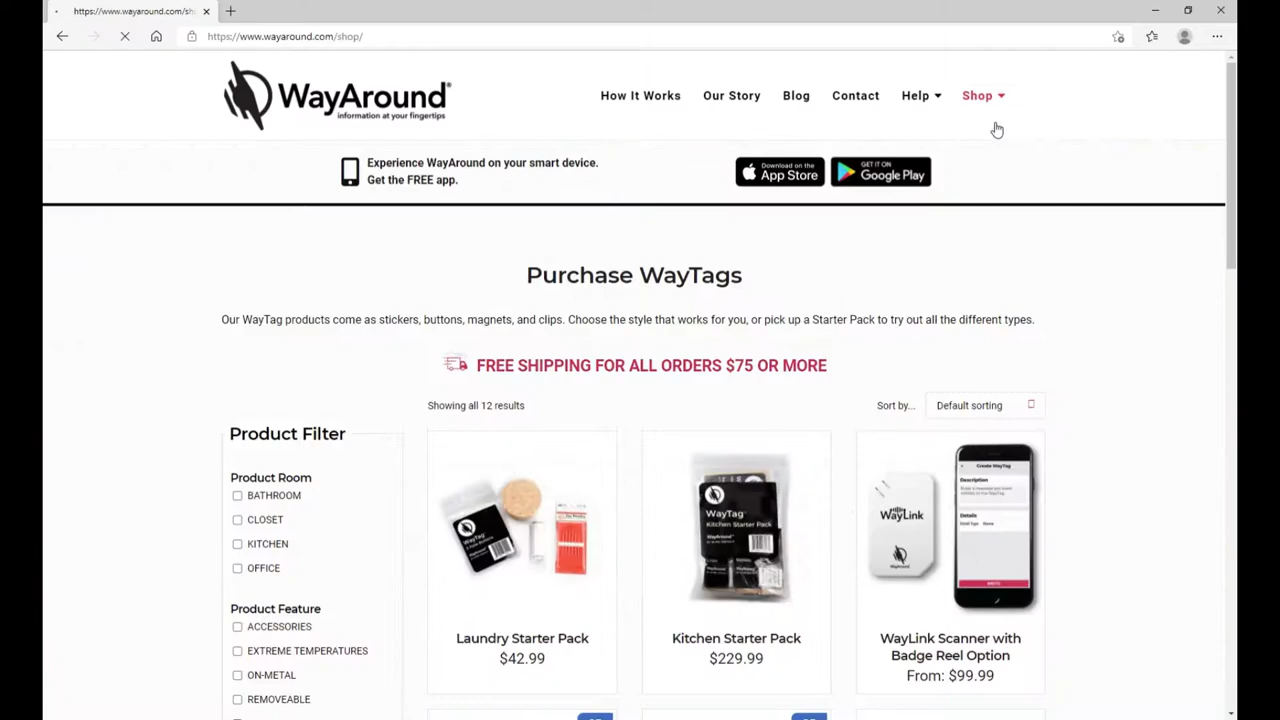 https://www.wayaround.com/sh
https://www.wayaround.com/shop/
WayAround®
information at your fingertips
How It Works
Our Story
Blog
Contact
Help
Shop
Experience WayAround on your smart device.
Get the FREE app.
Download on the
App Store
GET IT ON
Google Play
Purchase WayTags
Our WayTag products come as stickers, buttons, magnets, and clips. Choose the style that works for you, or pick up a Starter Pack to try out all the different types.
FREE SHIPPING FOR ALL ORDERS $75 OR MORE
Showing all 12 results
Sort by...
Default sorting
Product Filter
Product Room
BATHROOM
CLOSET
KITCHEN
OFFICE
Product Feature
ACCESSORIES
EXTREME TEMPERATURES
ON-METAL
REMOVEABLE
WayTag
Laundry Starter Pack
$42.99
WayTag
Kitchen Starter Pack
WayAround
Kitchen Starter Pack
$229.99
WayLink
Create WayTag
Description
Details
WayLink Scanner with
Badge Reel Option
From: $99.99